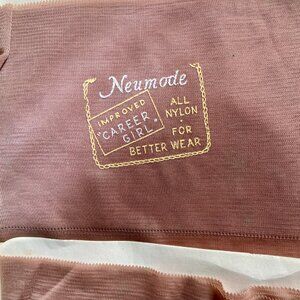 Neumode
IMPROVED
"CAREER
GIRL"
ALL
NYLON
FOR
BETTER WEAR